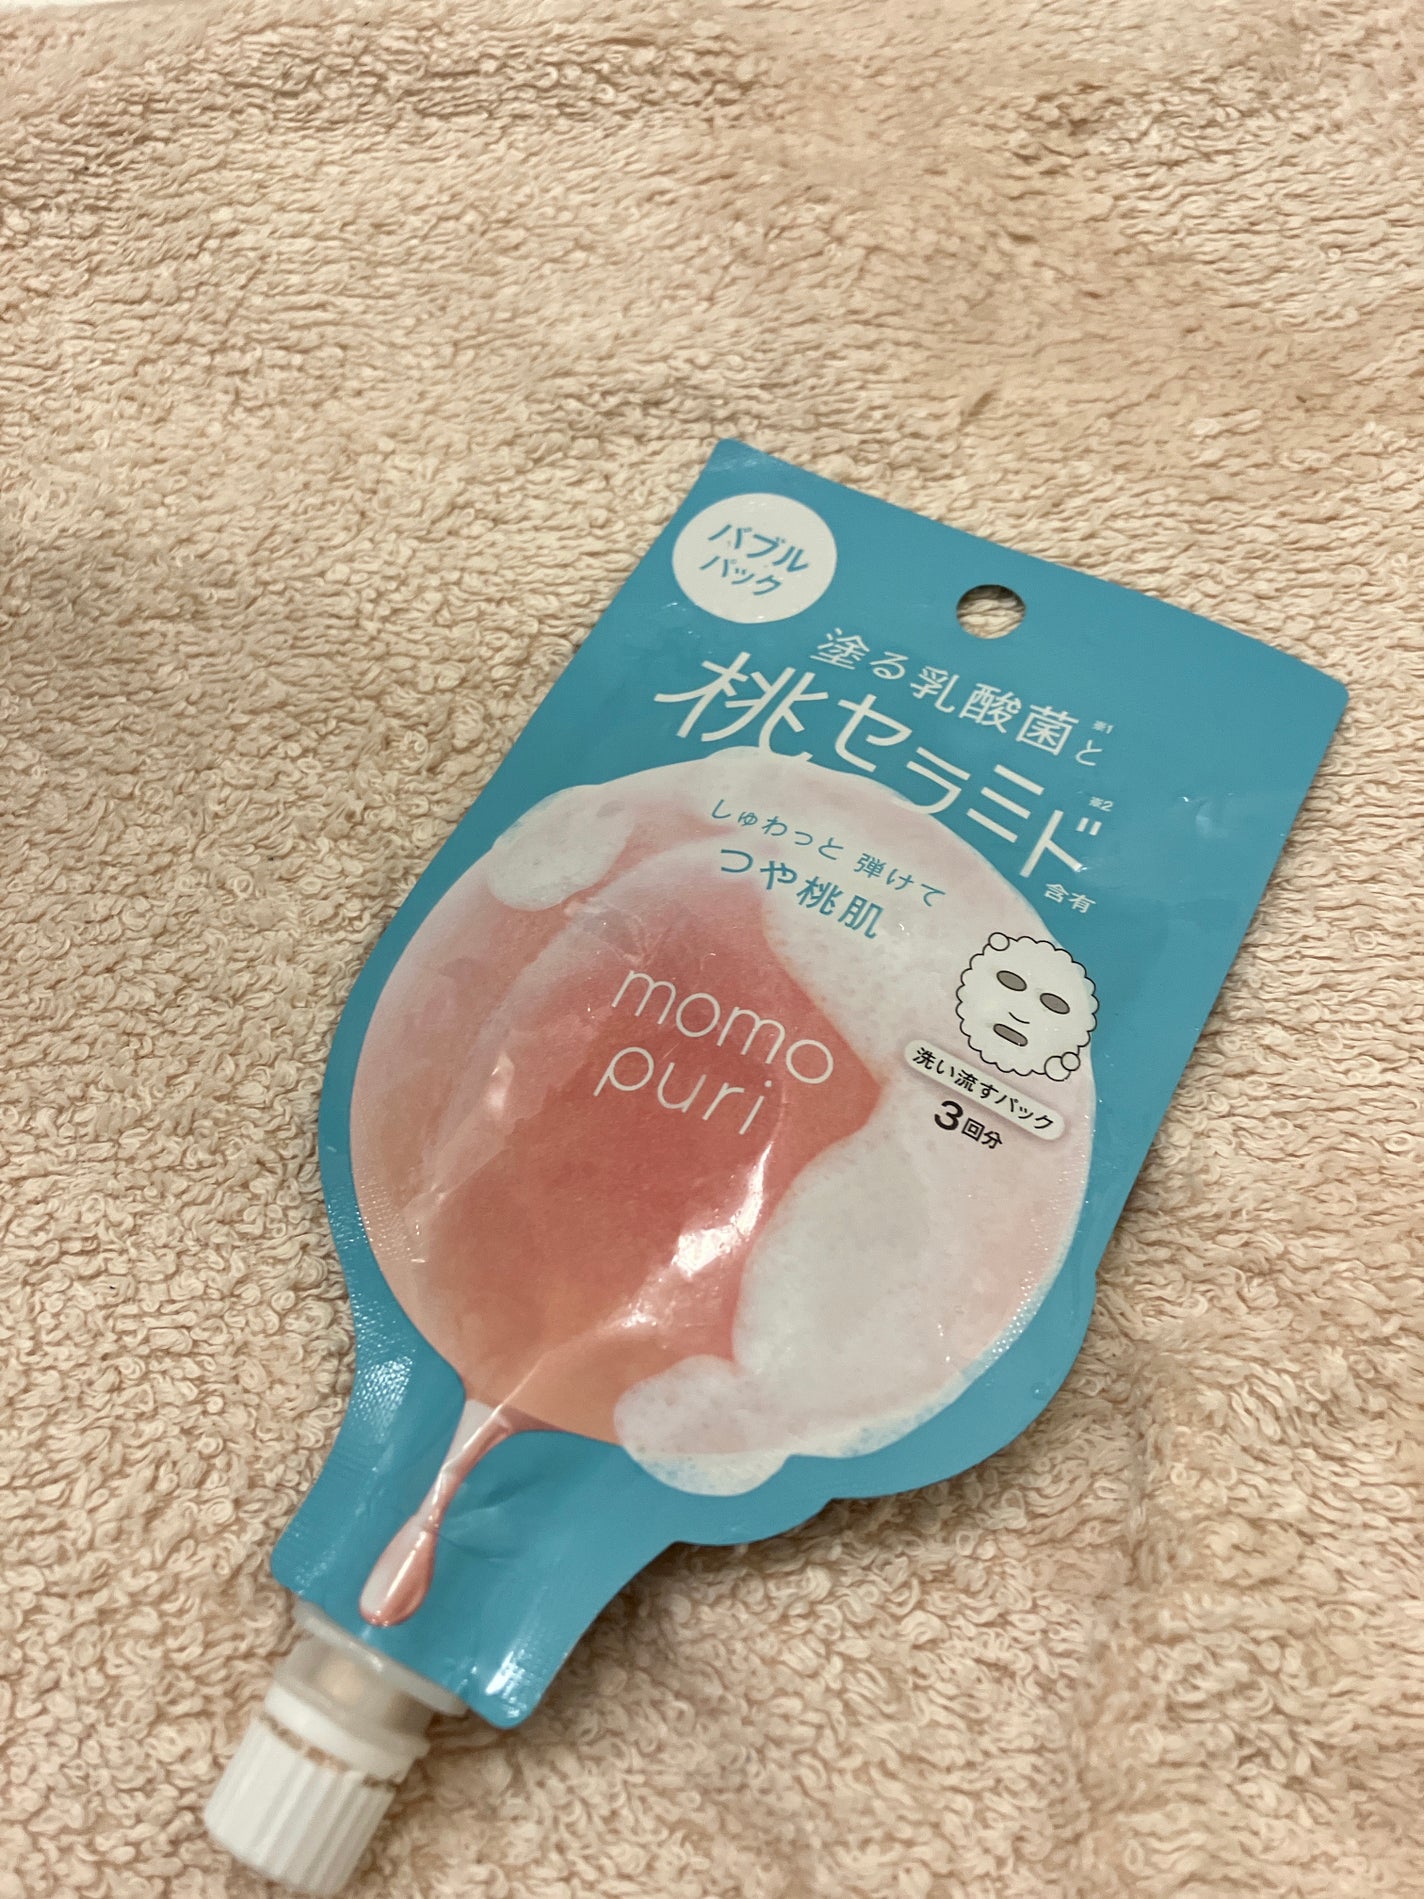 バブル
パック
塗る乳酸菌※1と
桃セラミド※2
含有
しゅわっと 弾けて
つや桃肌
momo
puri
洗い流すパック
3回分